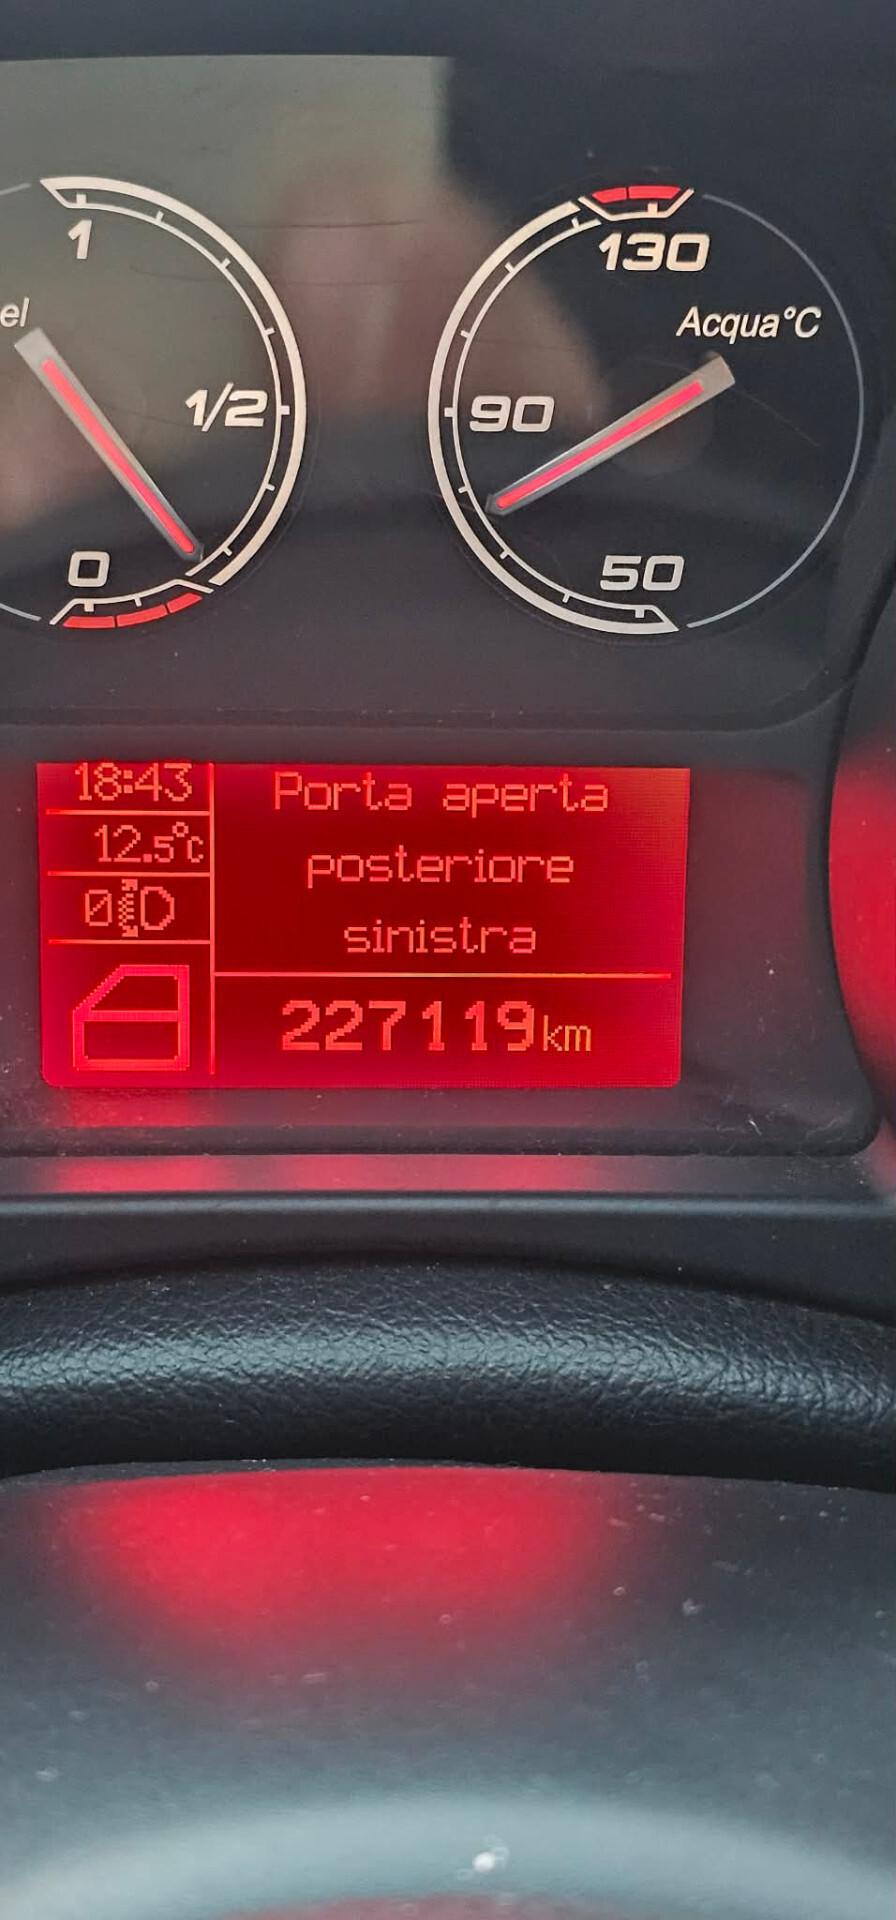 1
130
el
Acqua°C
1/2
90
0
50
18:43
Porta aperta
12.5°C
posteriore
0
sinistra
227119km